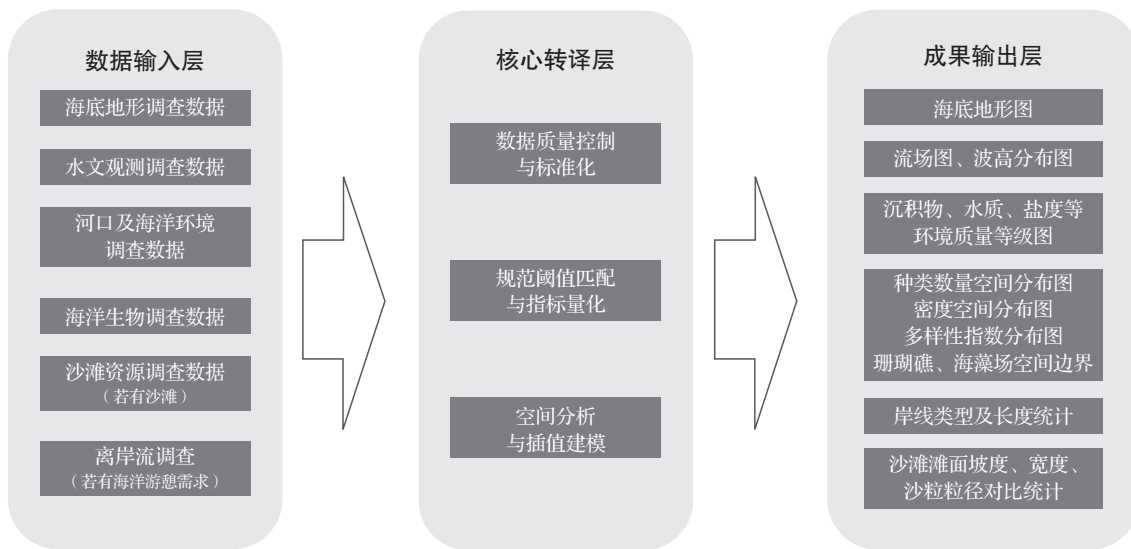 数据输入层
海底地形调查数据
水文观测调查数据
河口及海洋环境
调查数据
海洋生物调查数据
沙滩资源调查数据
（若有沙滩）
离岸流调查
（若有海洋游憩需求）
核心转译层
数据质量控制
与标准化
规范阈值匹配
与指标量化
空间分析
与插值建模
成果输出层
海底地形图
流场图、波高分布图
沉积物、水质、盐度等
环境质量等级图
种类数量空间分布图
密度空间分布图
多样性指数分布图
珊瑚礁、海藻场空间边界
岸线类型及长度统计
沙滩滩面坡度、宽度、
沙粒粒径对比统计